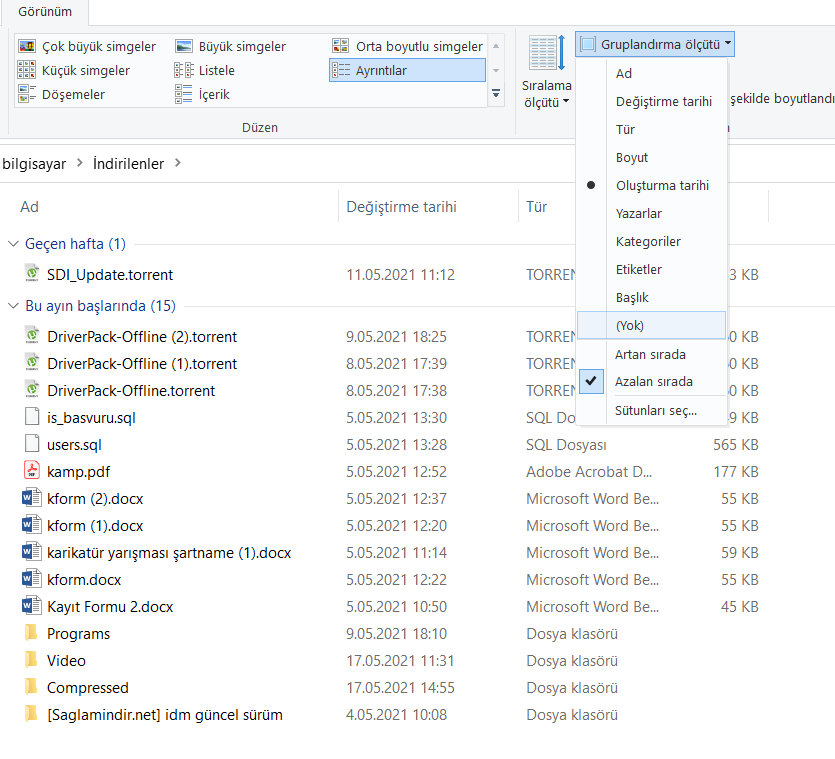 Görünüm
Çok büyük simgeler
Büyük simgeler
Orta boyutlu simgeler
Küçük simgeler
Listele
Ayrıntılar
Döşemeler
İçerik
Düzen
Sıralama
ölçütü
Gruplandırma ölçütü
şekilde boyutlandı
Ad
Değiştirme tarihi
Tür
Boyut
Oluşturma tarihi
Yazarlar
Kategoriler
Etiketler
Başlık
(Yok)
Artan sırada
Azalan sırada
Sütunları seç...
bilgisayar > İndirilenler >
Ad Değiştirme tarihi Tür
Geçen hafta (1)
SDI_Update.torrent 11.05.2021 11:12 TORREN 3 KB
Bu ayın başlarında (15)
DriverPack-Offline (2).torrent 9.05.2021 18:25 TORREN 0 KB
DriverPack-Offline (1).torrent 8.05.2021 17:39 TORREN 0 KB
DriverPack-Offline.torrent 8.05.2021 17:38 TORREN 0 KB
is_basvuru.sql 5.05.2021 13:30 SQL Do 9 KB
users.sql 5.05.2021 13:28 SQL Dosyası 565 KB
kamp.pdf 5.05.2021 12:52 Adobe Acrobat D... 177 KB
kform (2).docx 5.05.2021 12:37 Microsoft Word Be... 55 KB
kform (1).docx 5.05.2021 12:20 Microsoft Word Be... 55 KB
karikatür yarışması şartname (1).docx 5.05.2021 11:14 Microsoft Word Be... 59 KB
kform.docx 5.05.2021 12:22 Microsoft Word Be... 55 KB
Kayıt Formu 2.docx 5.05.2021 10:50 Microsoft Word Be... 45 KB
Programs 9.05.2021 18:10 Dosya klasörü
Video 17.05.2021 11:31 Dosya klasörü
Compressed 17.05.2021 14:55 Dosya klasörü
[Saglamindir.net] idm güncel sürüm 4.05.2021 10:08 Dosya klasörü